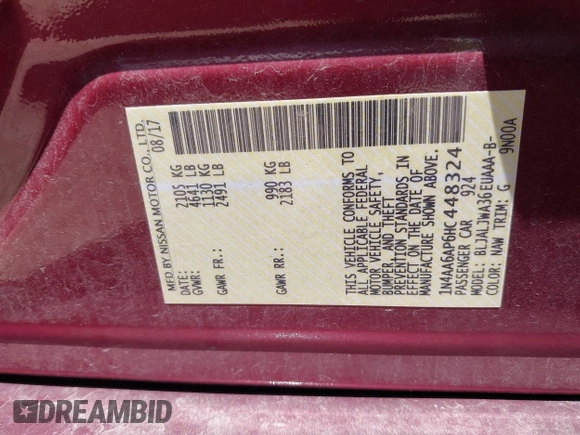 MFD BY NISSAN MOTOR CO., LTD.
08/17
GVWR: 2105 KG
4641 LB
GAWR FR: 1130 KG
2491 LB
GAWR RR: 990 KG
2183 LB
THIS VEHICLE CONFORMS TO
ALL APPLICABLE FEDERAL
MOTOR VEHICLE SAFETY,
BUMPER, AND THEFT
PREVENTION STANDARDS IN
EFFECT ON THE DATE OF
MANUFACTURE SHOWN ABOVE.
1N4AA6AP6HC448324
PASSENGER CAR 924
MODEL: BLJALJWA36EUAAA-B-
COLOR: NAW TRIM: G 9N00A
DREAMBID